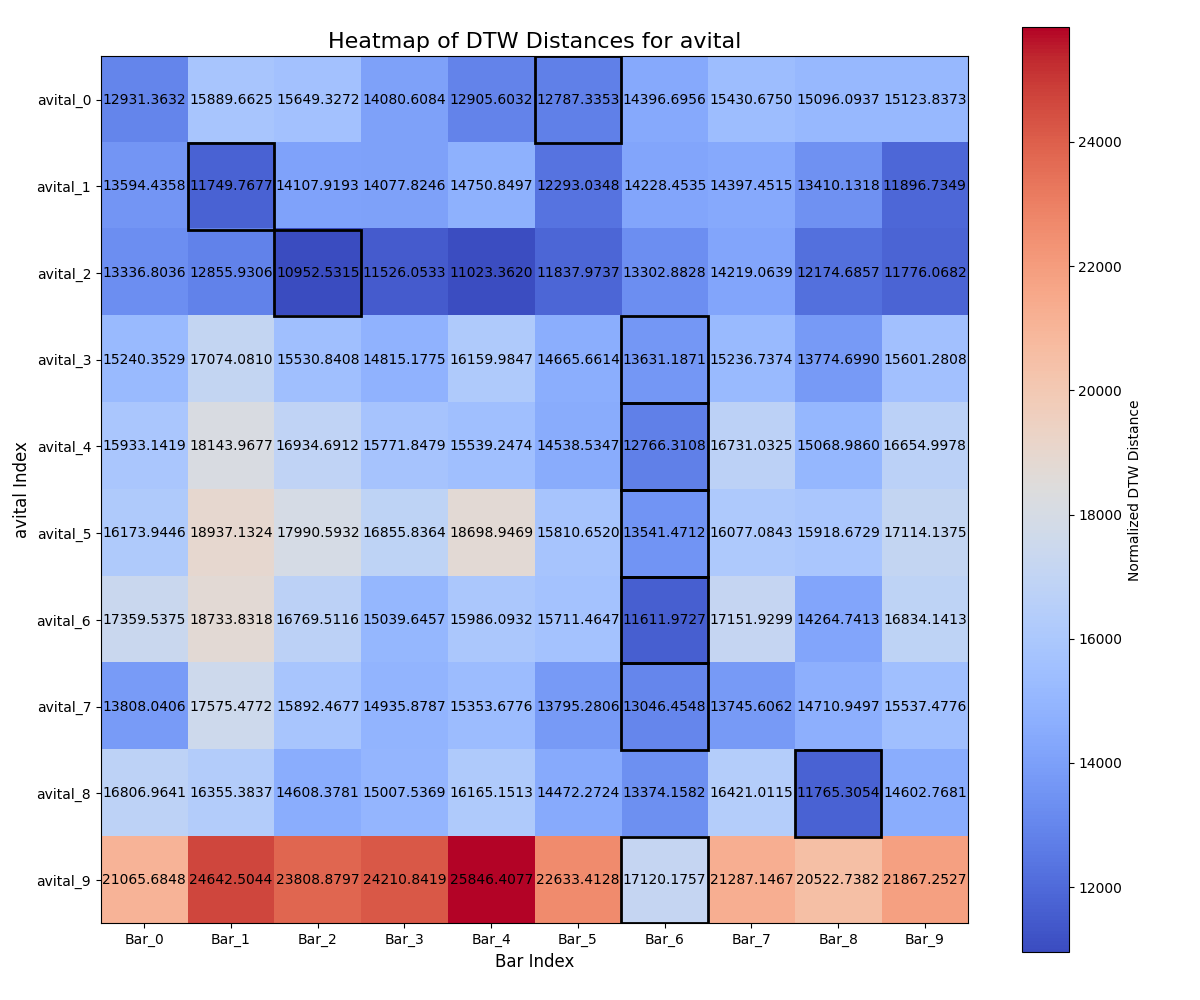 Heatmap of DTW Distances for avital
avital_0 12931.3632 15889.6625 15649.3272 14080.6084 12905.6032 12787.3353 14396.6956 15430.6750 15096.0937 15123.8373
avital_1 13594.4358 11749.7677 14107.9193 14077.8246 14750.8497 12293.0348 14228.4535 14397.4515 13410.1318 11896.7349
avital_2 13336.8036 12855.9306 10952.5315 11526.0533 11023.3620 11837.9737 13302.8828 14219.0639 12174.6857 11776.0682
avital_3 15240.3529 17074.0810 15530.8408 14815.1775 16159.9847 14665.6614 13631.1871 15236.7374 13774.6990 15601.2808
avital_4 15933.1419 18143.9677 16934.6912 15771.8479 15539.2474 14538.5347 12766.3108 16731.0325 15068.9860 16654.9978
avital_5 16173.9446 18937.1324 17990.5932 16855.8364 18698.9469 15810.6520 13541.4712 16077.0843 15918.6729 17114.1375
avital_6 17359.5375 18733.8318 16769.5116 15039.6457 15986.0932 15711.4647 11611.9727 17151.9299 14264.7413 16834.1413
avital_7 13808.0406 17575.4772 15892.4677 14935.8787 15353.6776 13795.2806 13046.4548 13745.6062 14710.9497 15537.4776
avital_8 16806.9641 16355.3837 14608.3781 15007.5369 16165.1513 14472.2724 13374.1582 16421.0115 11765.3054 14602.7681
avital_9 21065.6848 24642.5044 23808.8797 24210.8419 25846.4077 22633.4128 17120.1757 21287.1467 20522.7382 21867.2527
Bar_0 Bar_1 Bar_2 Bar_3 Bar_4 Bar_5 Bar_6 Bar_7 Bar_8 Bar_9
Bar Index
avital Index
24000
22000
20000
18000
16000
14000
12000
Normalized DTW Distance